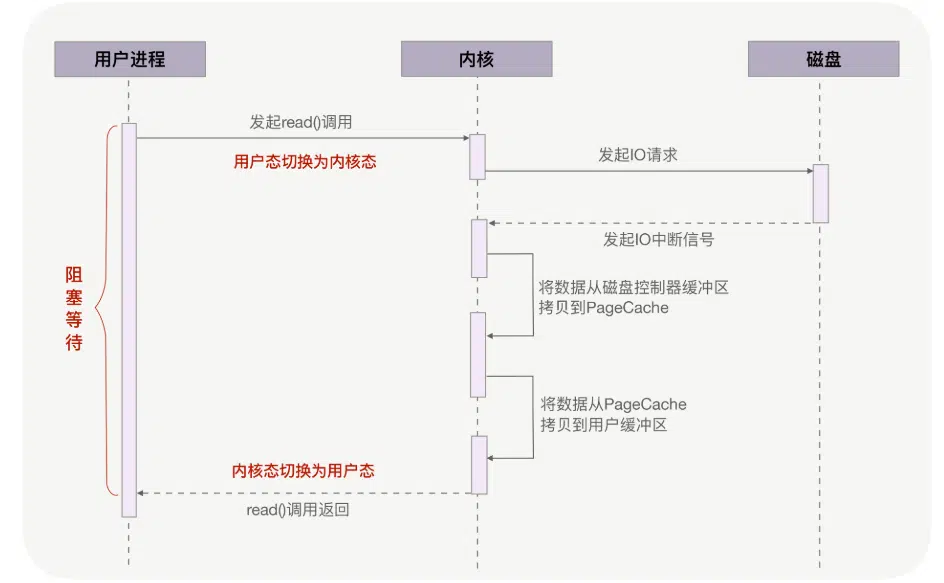 用户进程
内核
磁盘
发起read()调用
用户态切换为内核态
发起IO请求
发起IO中断信号
阻塞等待
将数据从磁盘控制器缓冲区
拷贝到PageCache
将数据从PageCache
拷贝到用户缓冲区
内核态切换为用户态
read()调用返回